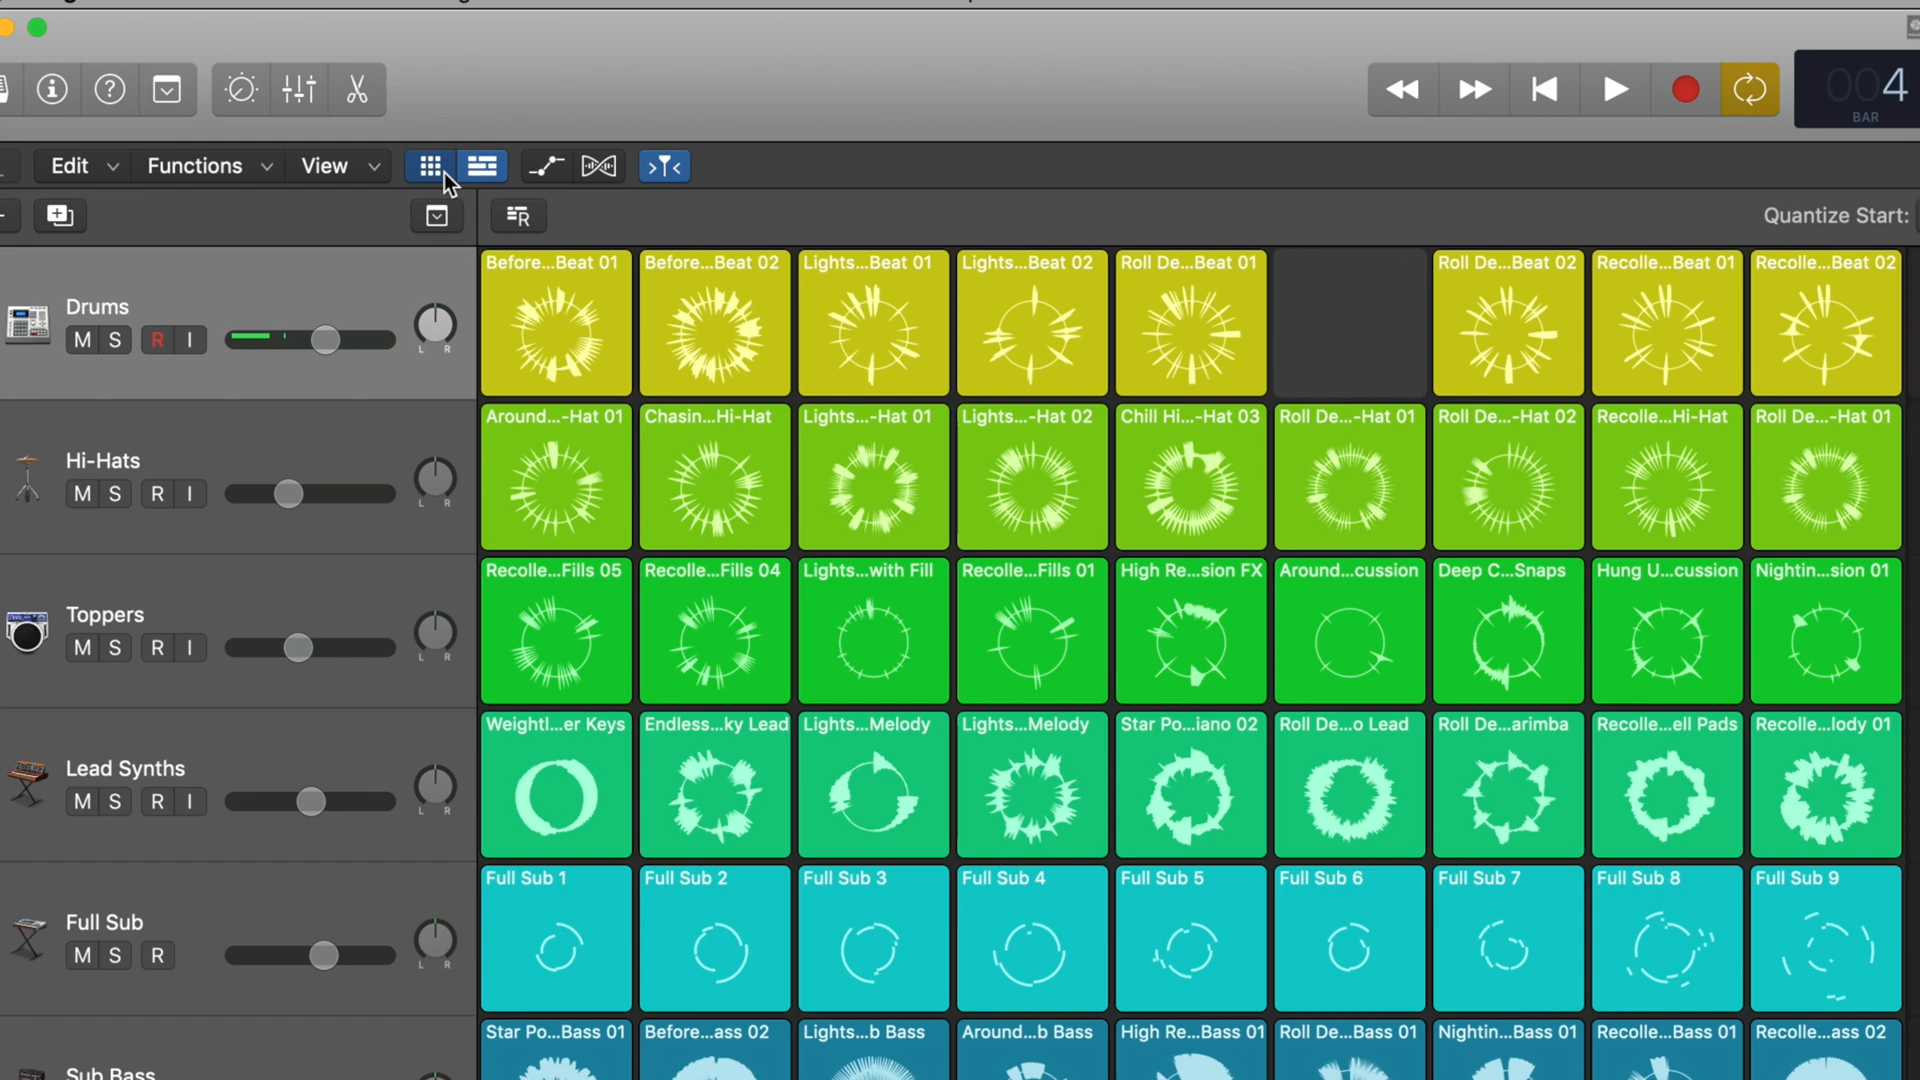 004
BAR
Edit
Functions
View
Quantize Start:
Drums
M S R I
L R
Before...Beat 01
Before...Beat 02
Lights...Beat 01
Lights...Beat 02
Roll De...Beat 01
Roll De...Beat 02
Recolle...Beat 01
Recolle...Beat 02
Hi-Hats
M S R I
L R
Around...-Hat 01
Chasin...Hi-Hat
Lights...-Hat 01
Lights...-Hat 02
Chill Hi...-Hat 03
Roll De...-Hat 01
Roll De...-Hat 02
Recolle...Hi-Hat
Roll De...-Hat 01
Toppers
M S R I
L R
Recolle...Fills 05
Recolle...Fills 04
Lights...with Fill
Recolle...Fills 01
High Re...sion FX
Around...cussion
Deep C...Snaps
Hung U...cussion
Nightin...sion 01
Lead Synths
M S R I
L R
Weightl...er Keys
Endless...ky Lead
Lights...Melody
Lights...Melody
Star Po...iano 02
Roll De...o Lead
Roll De...arimba
Recolle...ell Pads
Recolle...lody 01
Full Sub
M S R
L R
Full Sub 1
Full Sub 2
Full Sub 3
Full Sub 4
Full Sub 5
Full Sub 6
Full Sub 7
Full Sub 8
Full Sub 9
Sub Bass
Star Po...Bass 01
Before...ass 02
Lights...b Bass
Around...b Bass
High Re...Bass 01
Roll De...Bass 01
Nightin...Bass 01
Recolle...Bass 01
Recolle...ass 02